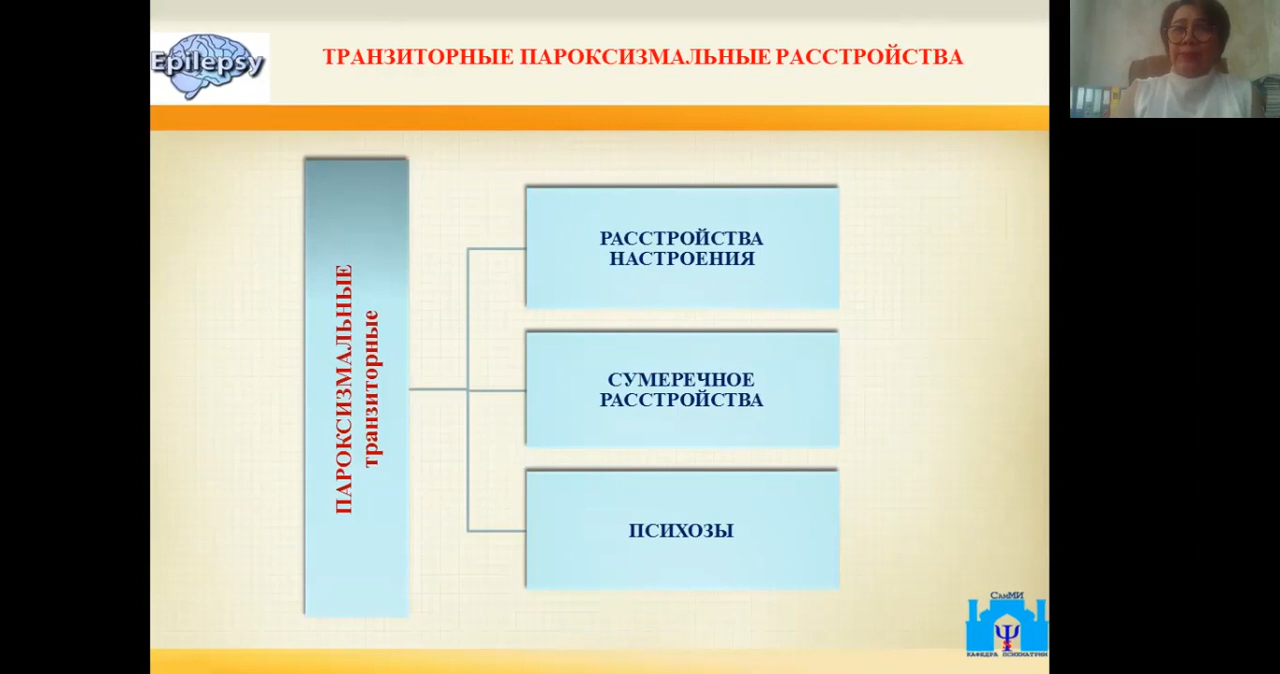 Epilepsy
ТРАНЗИТОРНЫЕ ПАРОКСИЗМАЛЬНЫЕ РАССТРОЙСТВА
ПАРОКСИЗМАЛЬНЫЕ
транзиторные
РАССТРОЙСТВА
НАСТРОЕНИЯ
СУМЕРЕЧНОЕ
РАССТРОЙСТВА
ПСИХОЗЫ
СамМИ
КАФЕДРА ПСИХИАТРИИ